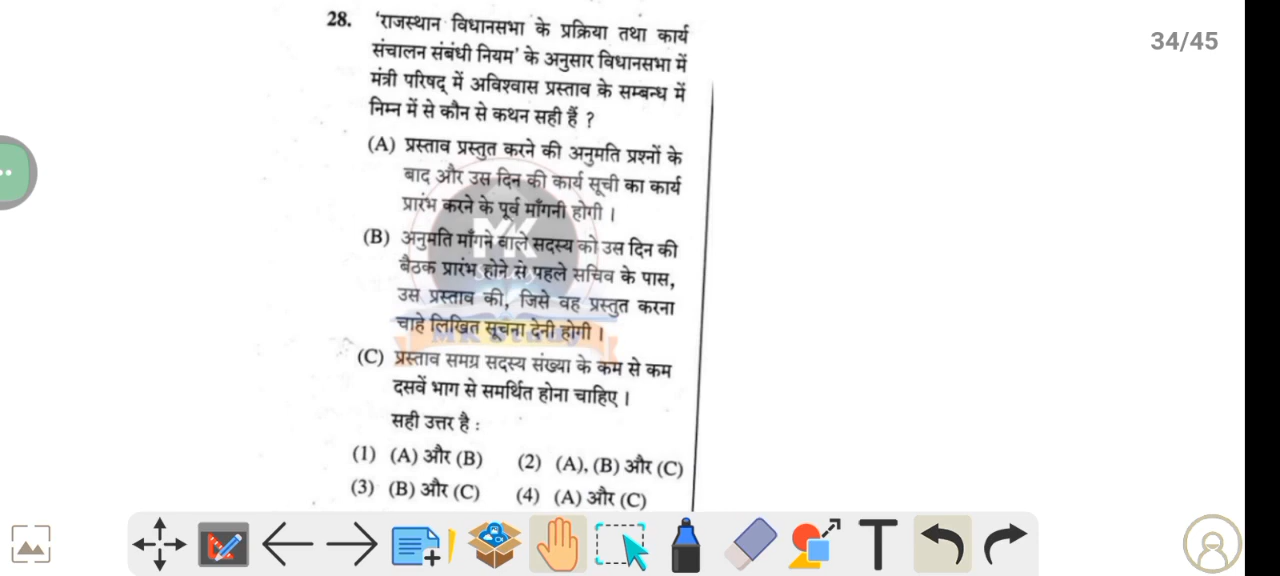 34/45
28. 'राजस्थान विधानसभा के प्रक्रिया तथा कार्य
संचालन संबंधी नियम' के अनुसार विधानसभा में
मंत्री परिषद् में अविश्वास प्रस्ताव के सम्बन्ध में
निम्न में से कौन से कथन सही हैं ?
(A) प्रस्ताव प्रस्तुत करने की अनुमति प्रश्नों के
बाद और उस दिन की कार्य सूची का कार्य
प्रारंभ करने के पूर्व माँगनी होगी ।
(B) अनुमति माँगने वाले सदस्य को उस दिन की
बैठक प्रारंभ होने से पहले सचिव के पास,
उस प्रस्ताव की, जिसे वह प्रस्तुत करना
चाहे लिखित सूचना देनी होगी ।
(C) प्रस्ताव समग्र सदस्य संख्या के कम से कम
दसवें भाग से समर्थित होना चाहिए ।
सही उत्तर है :
(1) (A) और (B) (2) (A), (B) और (C)
(3) (B) और (C) (4) (A) और (C)
MK Study
T